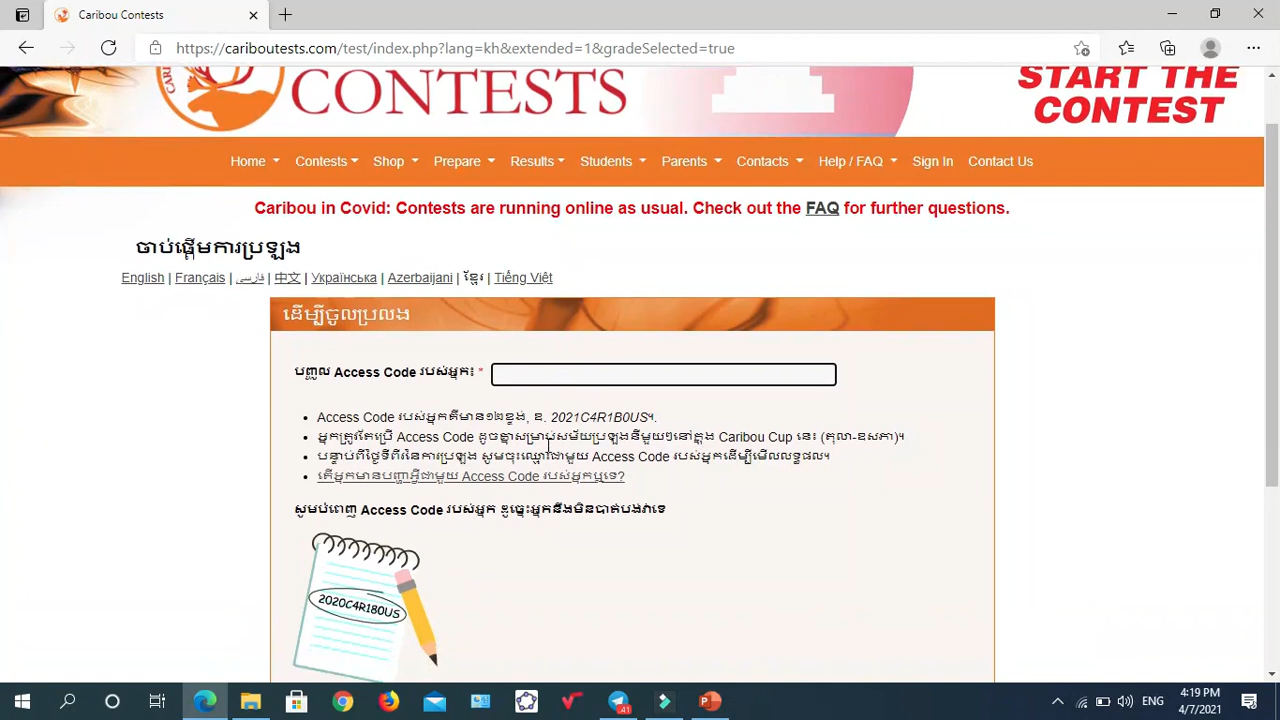 Caribou Contests
https://cariboutests.com/test/index.php?lang=kh&extended=1&gradeSelected=true
CONTESTS
START THE
CONTEST
Home Contests Shop Prepare Results Students Parents Contacts Help / FAQ Sign In Contact Us
Caribou in Covid: Contests are running online as usual. Check out the FAQ for further questions.
ចាប់ផ្តើមការប្រឡង
English | Français | فارسی | 中文 | Українська | Azerbaijani | ខ្មែរ | Tiếng Việt
ដើម្បីចូលប្រលង
បញ្ចូល Access Code របស់អ្នក៖ *
Access Code របស់អ្នកគឺមាន១២ខ្ទង់, ឧ. 2021C4R1B0US។.
អ្នកត្រូវតែប្រើ Access Code ដូចគ្នាសម្រាប់សម័យប្រឡងនីមួយៗនៅក្នុង Caribou Cup នេះ (តុលា-ឧសភា)។
បន្ទាប់ពីថ្ងៃទីពីរនៃការប្រឡង សូមចុះឈ្មោះជាមួយ Access Code របស់អ្នកដើម្បីមើលលទ្ធផល។
តើអ្នកមានបញ្ហាអ្វីជាមួយ Access Code របស់អ្នកឬទេ?
សូមបំពេញ Access Code របស់អ្នក ដូច្នេះអ្នកនឹងមិនបាត់បង់វាទេ
2020C4R1B0US
41
ENG
4:19 PM
4/7/2021